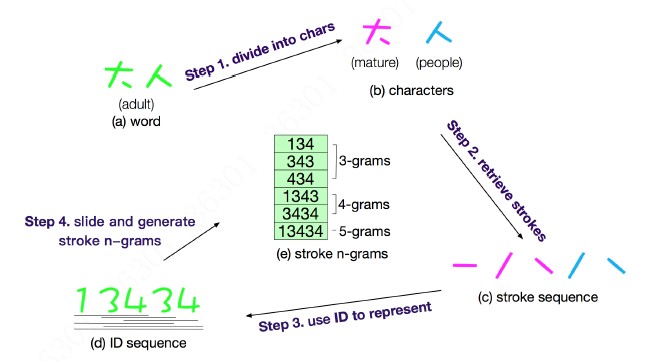 大人
(adult)
(a) word
Step 1. divide into chars
大 人
(mature) (people)
(b) characters
Step 2. retrieve strokes
(c) stroke sequence
Step 3. use ID to represent
13434
(d) ID sequence
Step 4. slide and generate
stroke n-grams
134
343
434
3-grams
1343
3434
4-grams
13434
5-grams
(e) stroke n-grams